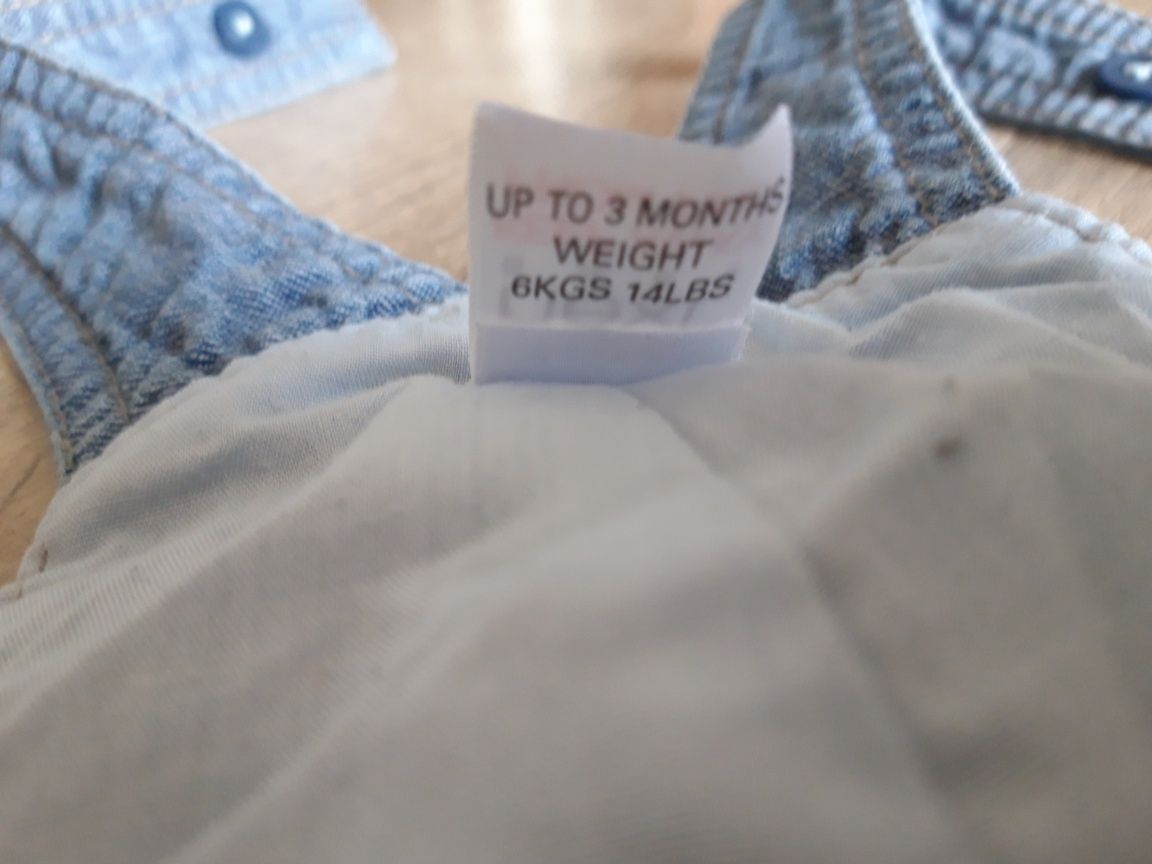 UP TO 3 MONTHS
WEIGHT
6KGS 14LBS